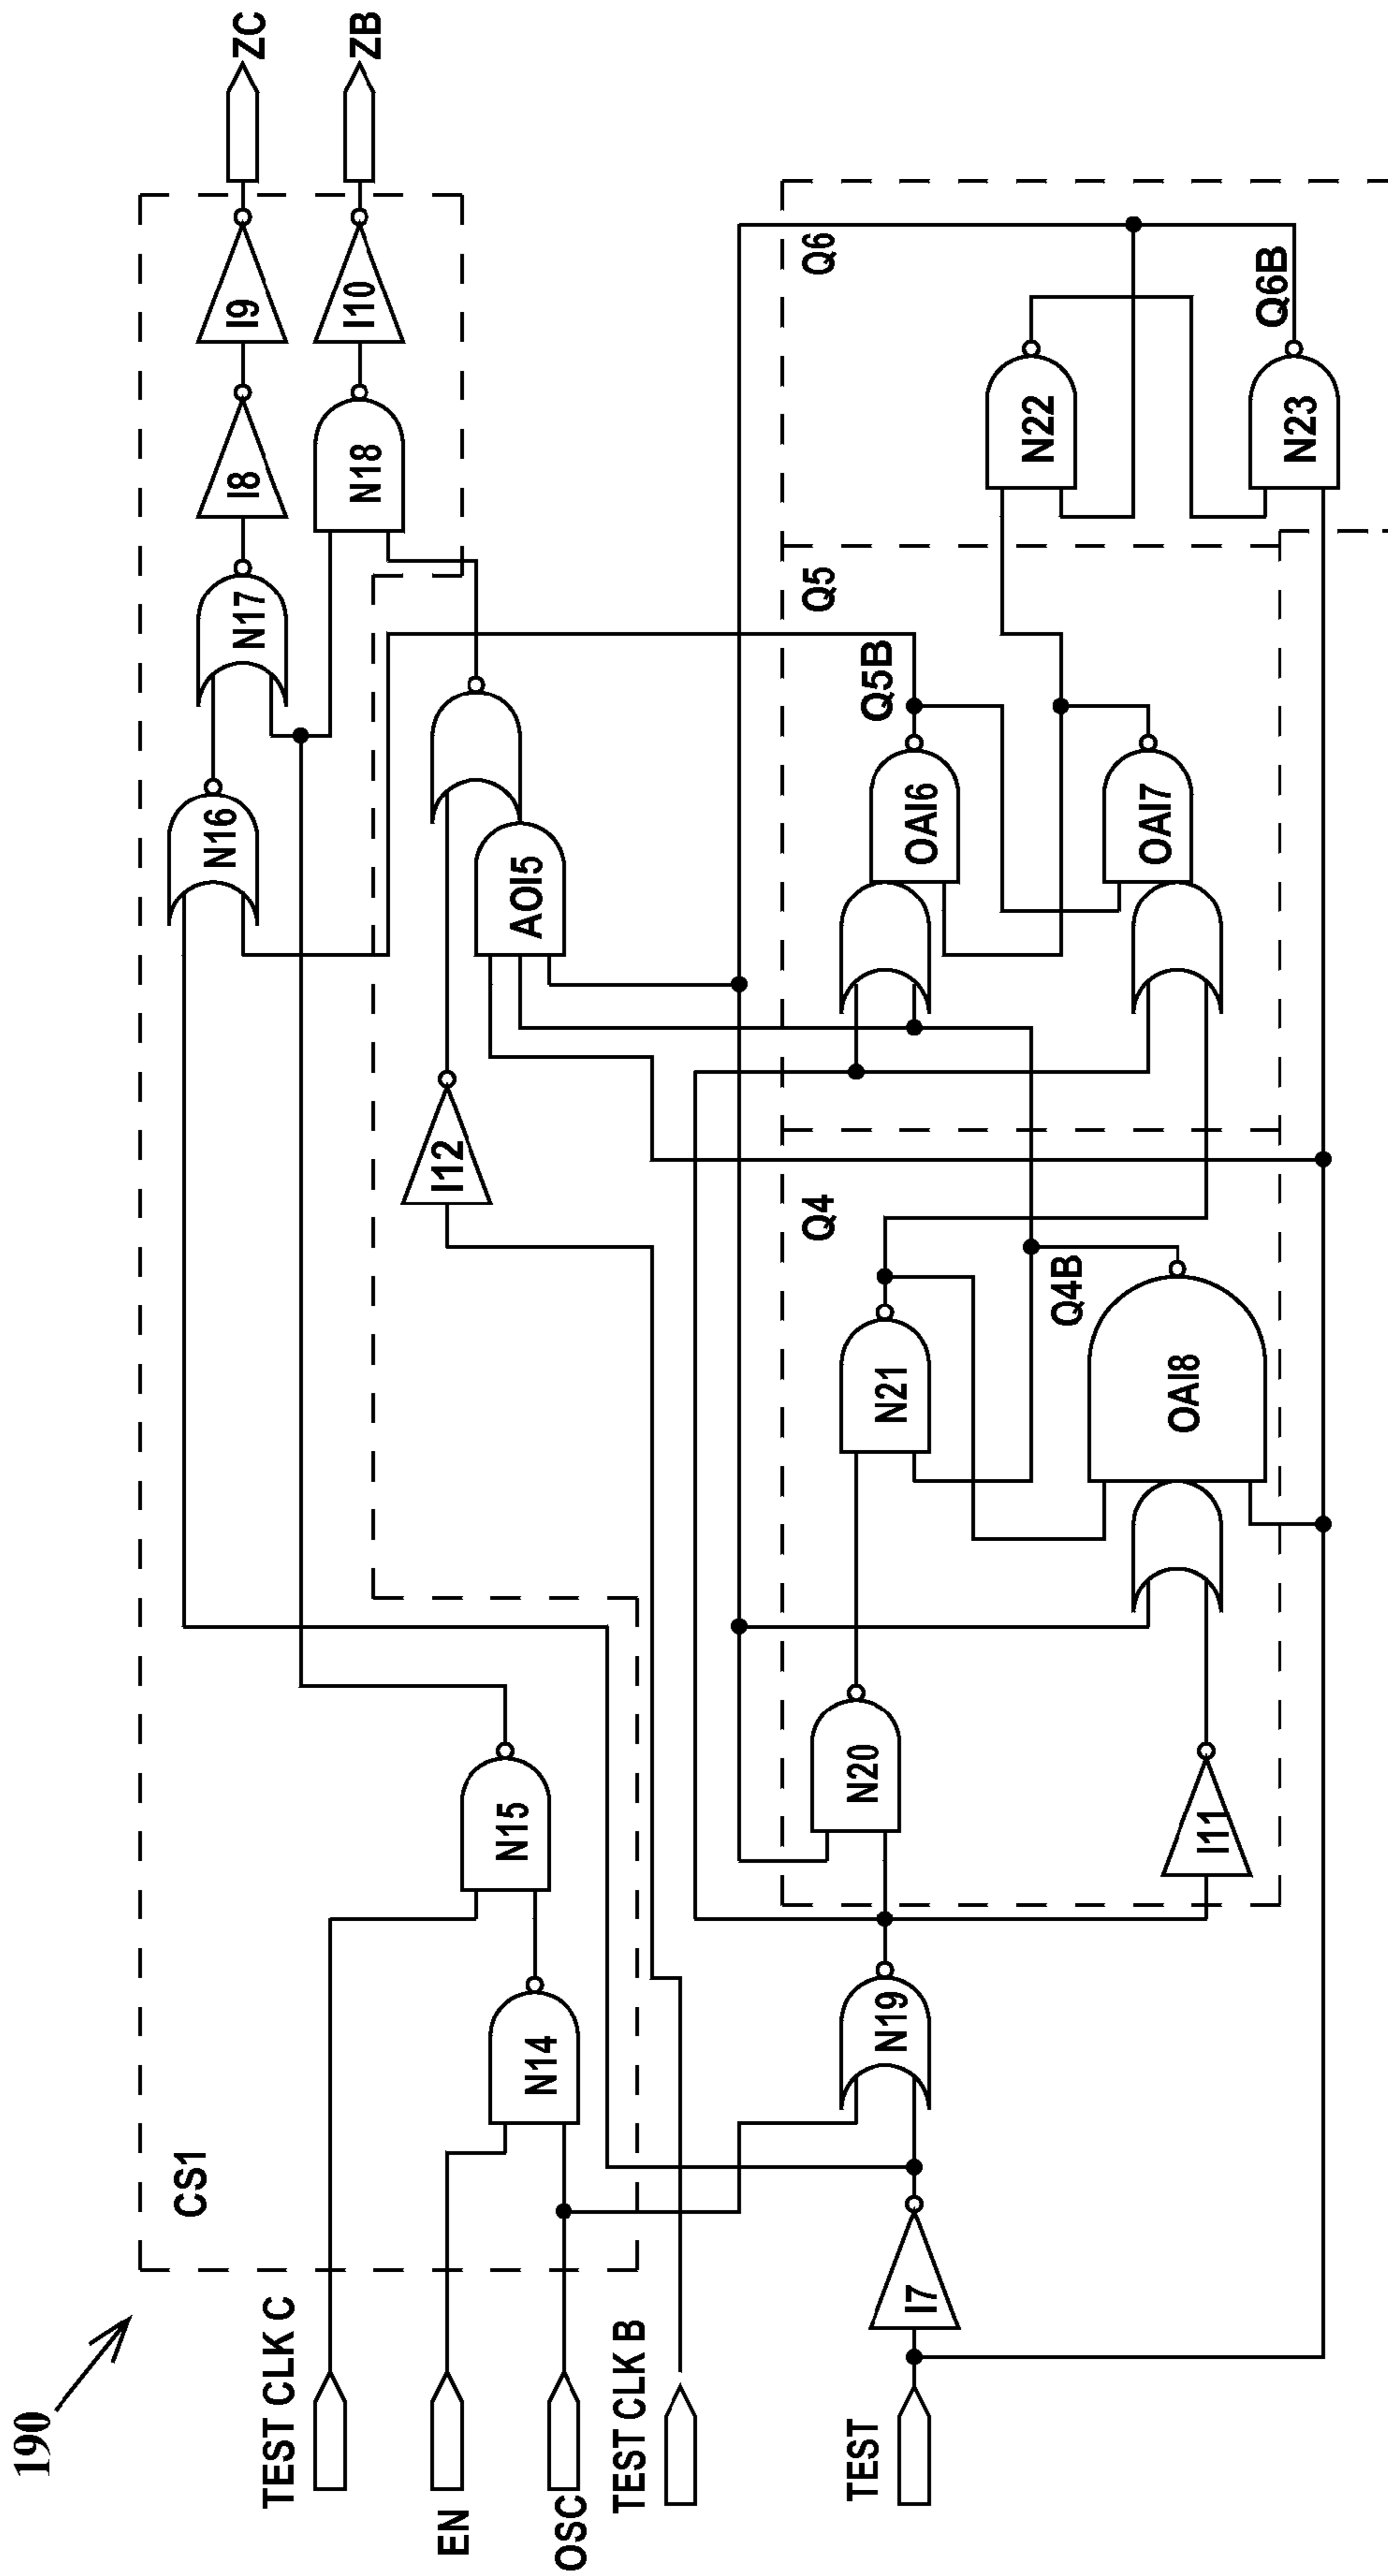 190
CS1
TEST CLK C
EN
OSC
TEST CLK B
TEST
N14
N15
N16
N17
I8
I9
ZC
N18
I10
ZB
I12
AOI5
I7
N19
Q4
N20
N21
I11
OAI8
Q4B
Q5
OAI6
Q5B
OAI7
Q6
N22
N23
Q6B